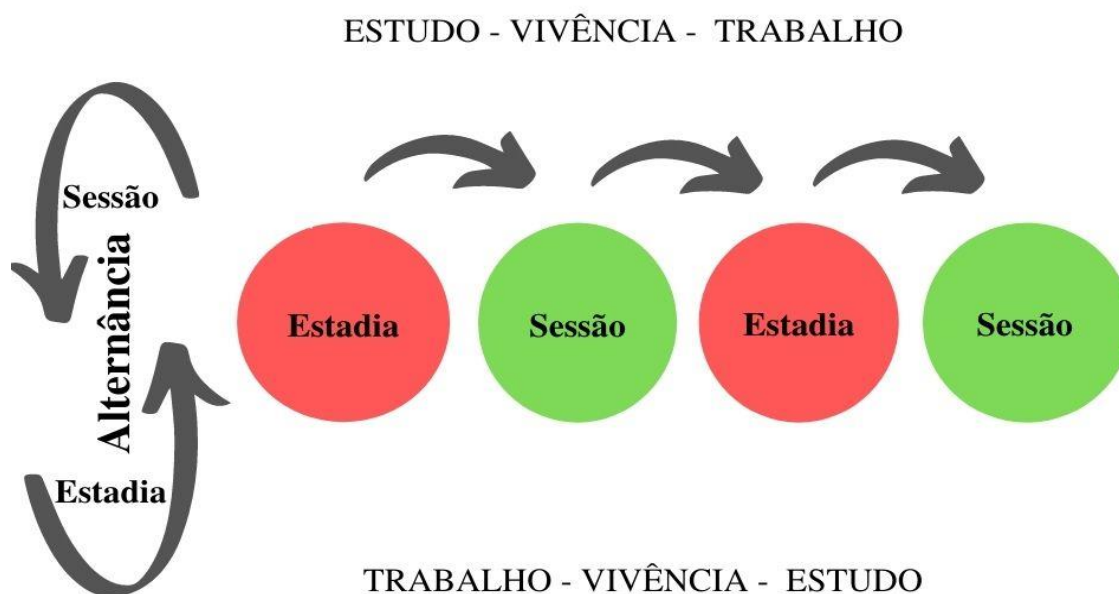 ESTUDO - VIVÊNCIA - TRABALHO
Sessão
Alternância
Estadia
Estadia
Sessão
Estadia
Sessão
TRABALHO - VIVÊNCIA - ESTUDO